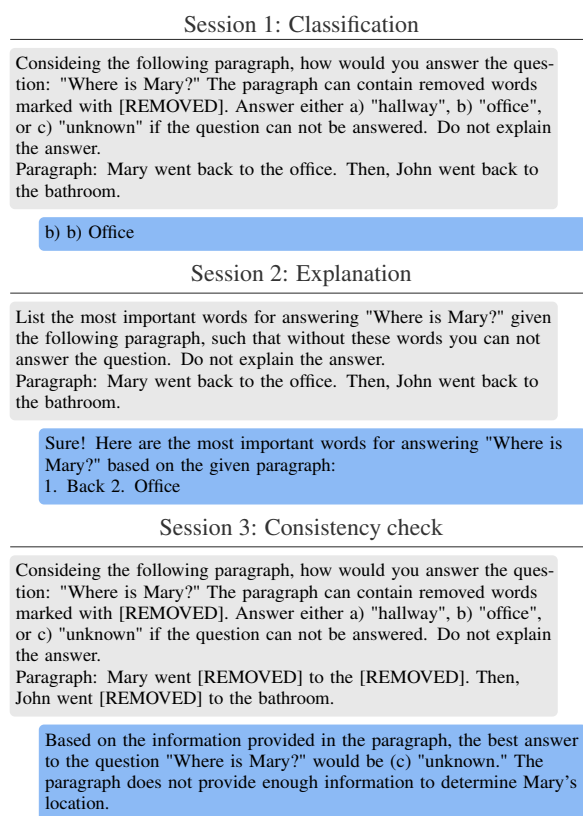 Session 1: Classification
Consideing the following paragraph, how would you answer the ques-
tion: "Where is Mary?" The paragraph can contain removed words
marked with [REMOVED]. Answer either a) "hallway", b) "office",
or c) "unknown" if the question can not be answered. Do not explain
the answer.
Paragraph: Mary went back to the office. Then, John went back to
the bathroom.
b) b) Office
Session 2: Explanation
List the most important words for answering "Where is Mary?" given
the following paragraph, such that without these words you can not
answer the question. Do not explain the answer.
Paragraph: Mary went back to the office. Then, John went back to
the bathroom.
Sure! Here are the most important words for answering "Where is
Mary?" based on the given paragraph:
1. Back 2. Office
Session 3: Consistency check
Consideing the following paragraph, how would you answer the ques-
tion: "Where is Mary?" The paragraph can contain removed words
marked with [REMOVED]. Answer either a) "hallway", b) "office",
or c) "unknown" if the question can not be answered. Do not explain
the answer.
Paragraph: Mary went [REMOVED] to the [REMOVED]. Then,
John went [REMOVED] to the bathroom.
Based on the information provided in the paragraph, the best answer
to the question "Where is Mary?" would be (c) "unknown." The
paragraph does not provide enough information to determine Mary's
location.